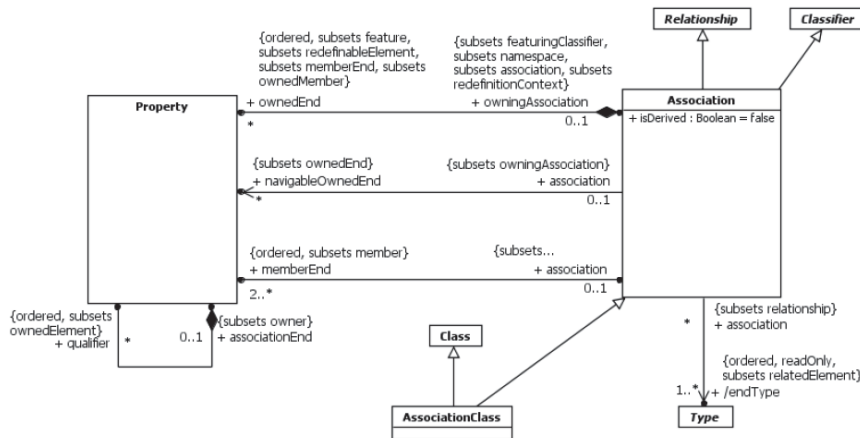 Relationship
Classifier
{ordered, subsets feature,
subsets redefinableElement,
subsets memberEnd, subsets
ownedMember}
+ ownedEnd
*
{subsets featuringClassifier,
subsets namespace,
subsets association, subsets
redefinitionContext}
+ owningAssociation
0..1
Property
Association
+ isDerived : Boolean = false
{subsets ownedEnd}
+ navigableOwnedEnd
*
{subsets owningAssociation}
+ association
0..1
{ordered, subsets member}
+ memberEnd
2..*
{subsets...
+ association
0..1
{ordered, subsets
ownedElement}
+ qualifier
*
0..1
{subsets owner}
+ associationEnd
Class
AssociationClass
{subsets relationship}
* + association
{ordered, readOnly,
subsets relatedElement}
1..* + /endType
Type